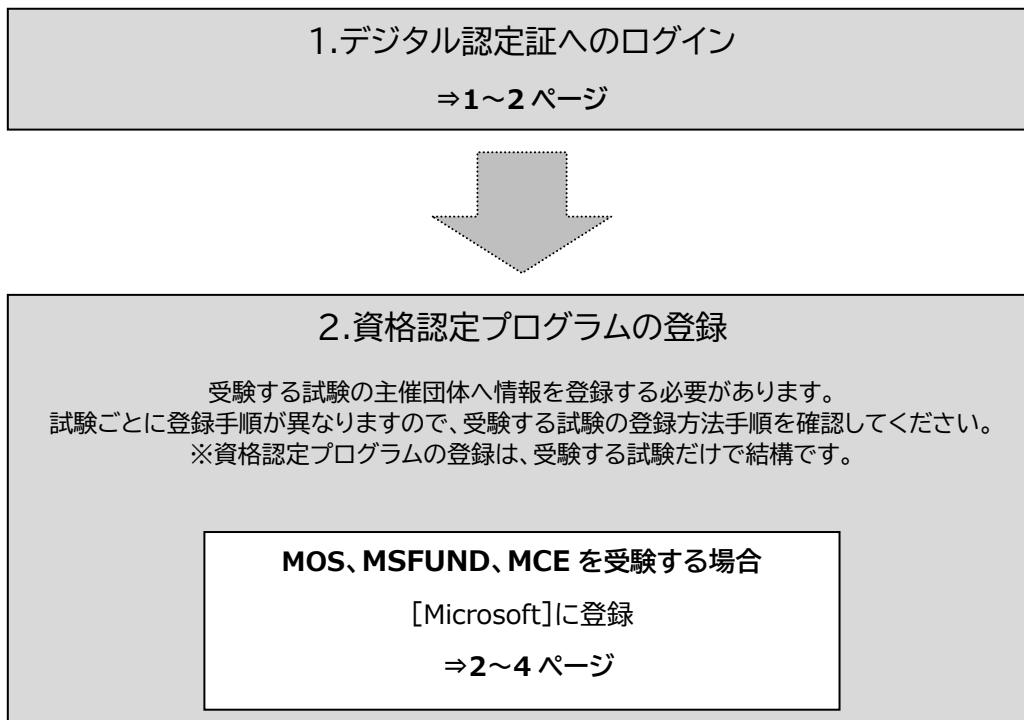 1.デジタル認定証へのログイン
⇒1～2 ページ
2.資格認定プログラムの登録
受験する試験の主催団体へ情報を登録する必要があります。
試験ごとに登録手順が異なりますので、受験する試験の登録方法手順を確認してください。
※資格認定プログラムの登録は、受験する試験だけで結構です。
MOS、MSFUND、MCE を受験する場合
[Microsoft]に登録
⇒2～4 ページ